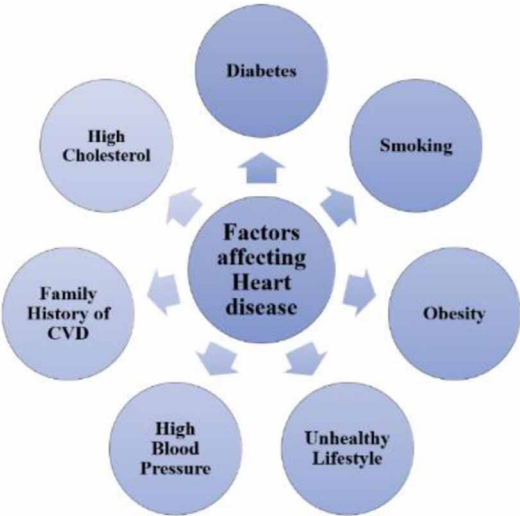 Diabetes
Smoking
Obesity
Unhealthy
Lifestyle
High
Blood
Pressure
Family
History of
CVD
High
Cholesterol
Factors
affecting
Heart
disease